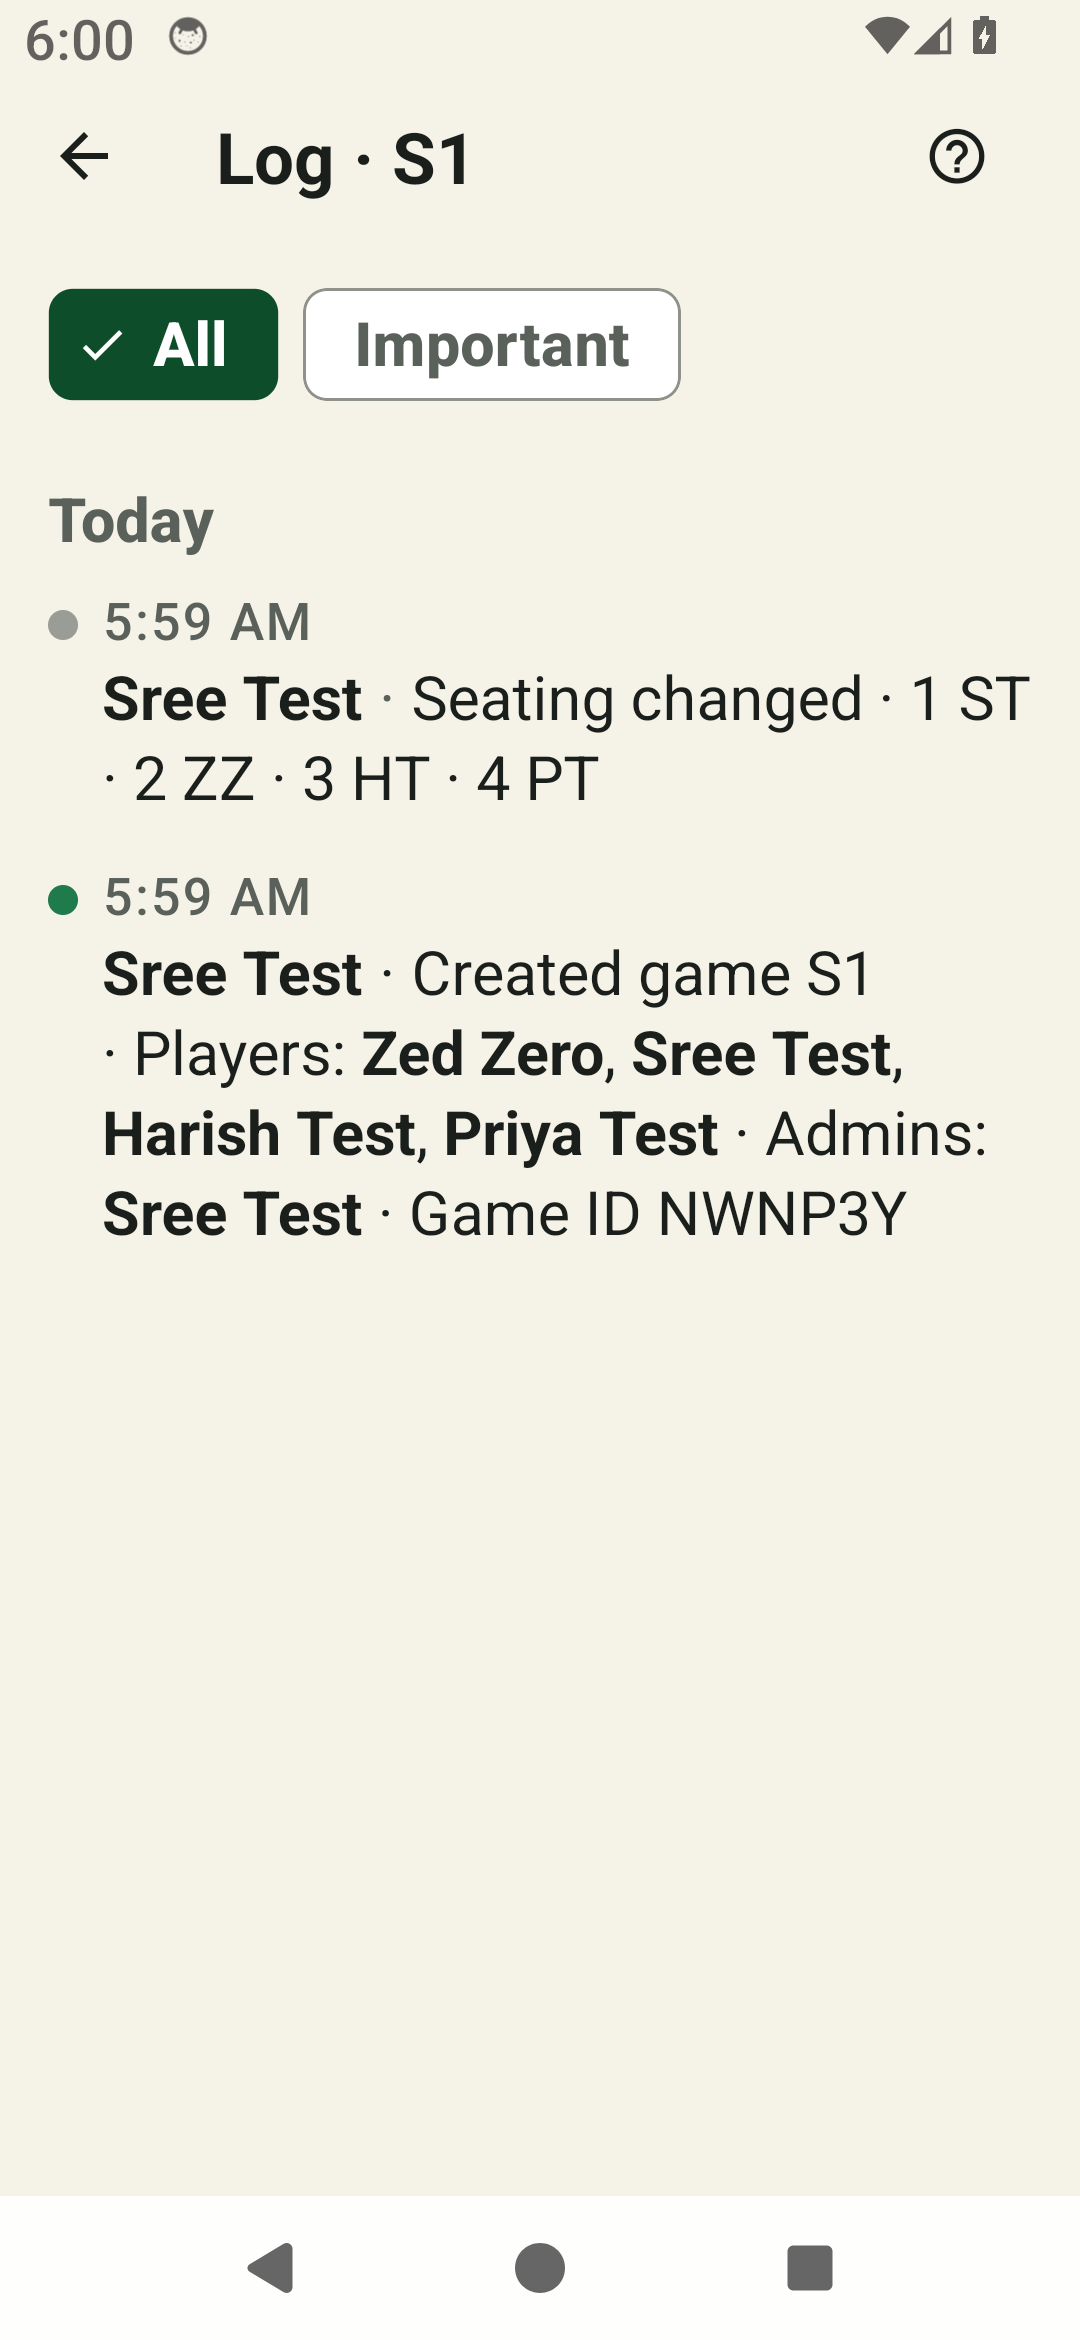 6:00
Log · S1
All
Important
Today
5:59 AM
Sree Test · Seating changed · 1 ST
· 2 ZZ · 3 HT · 4 PT
5:59 AM
Sree Test · Created game S1
· Players: Zed Zero, Sree Test,
Harish Test, Priya Test · Admins:
Sree Test · Game ID NWNP3Y